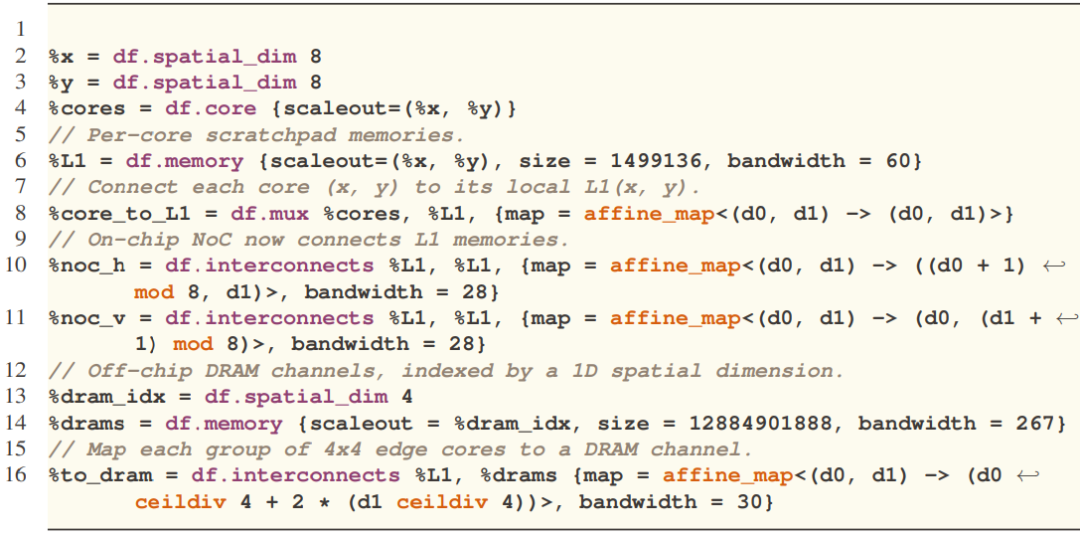 1
2 %x = df.spatial_dim 8
3 %y = df.spatial_dim 8
4 %cores = df.core {scaleout=(%x, %y)}
5 // Per-core scratchpad memories.
6 %L1 = df.memory {scaleout=(%x, %y), size = 1499136, bandwidth = 60}
7 // Connect each core (x, y) to its local L1(x, y).
8 %core_to_L1 = df.mux %cores, %L1, {map = affine_map<(d0, d1) -> (d0, d1)>}
9 // On-chip NoC now connects L1 memories.
10 %noc_h = df.interconnects %L1, %L1, {map = affine_map<(d0, d1) -> ((d0 + 1) ↩
mod 8, d1)>, bandwidth = 28}
11 %noc_v = df.interconnects %L1, %L1, {map = affine_map<(d0, d1) -> (d0, (d1 + ↩
1) mod 8)>, bandwidth = 28}
12 // Off-chip DRAM channels, indexed by a 1D spatial dimension.
13 %dram_idx = df.spatial_dim 4
14 %drams = df.memory {scaleout = %dram_idx, size = 12884901888, bandwidth = 267}
15 // Map each group of 4x4 edge cores to a DRAM channel.
16 %to_dram = df.interconnects %L1, %drams {map = affine_map<(d0, d1) -> (d0 ↩
ceildiv 4 + 2 * (d1 ceildiv 4))>, bandwidth = 30}